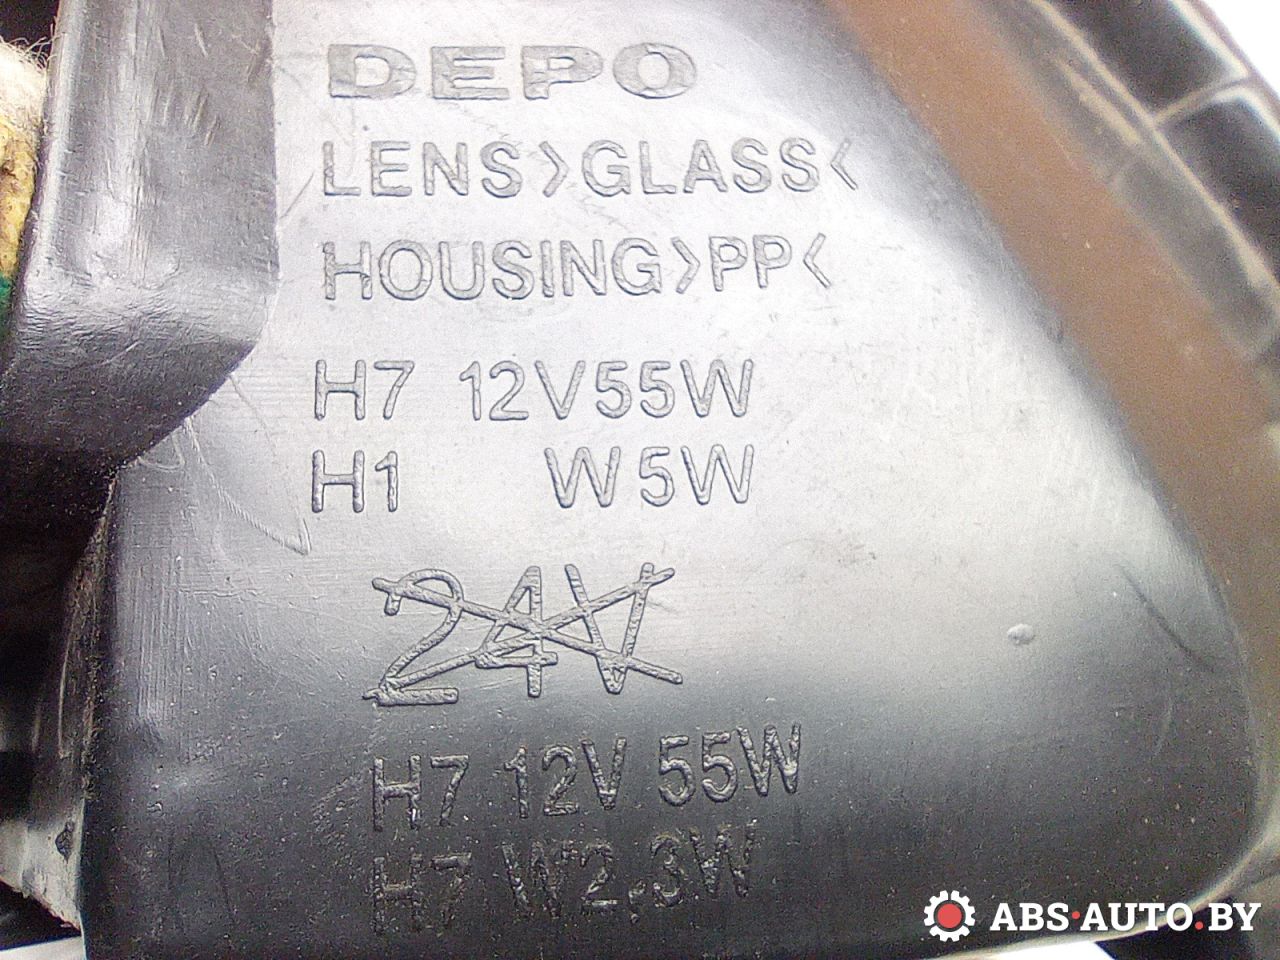 DEPO
LENS>GLASS<
HOUSING>PP<
H7 12V55W
H1 W5W
24V
H7 12V 55W
H7 W2,3W
ABS·AUTO.BY